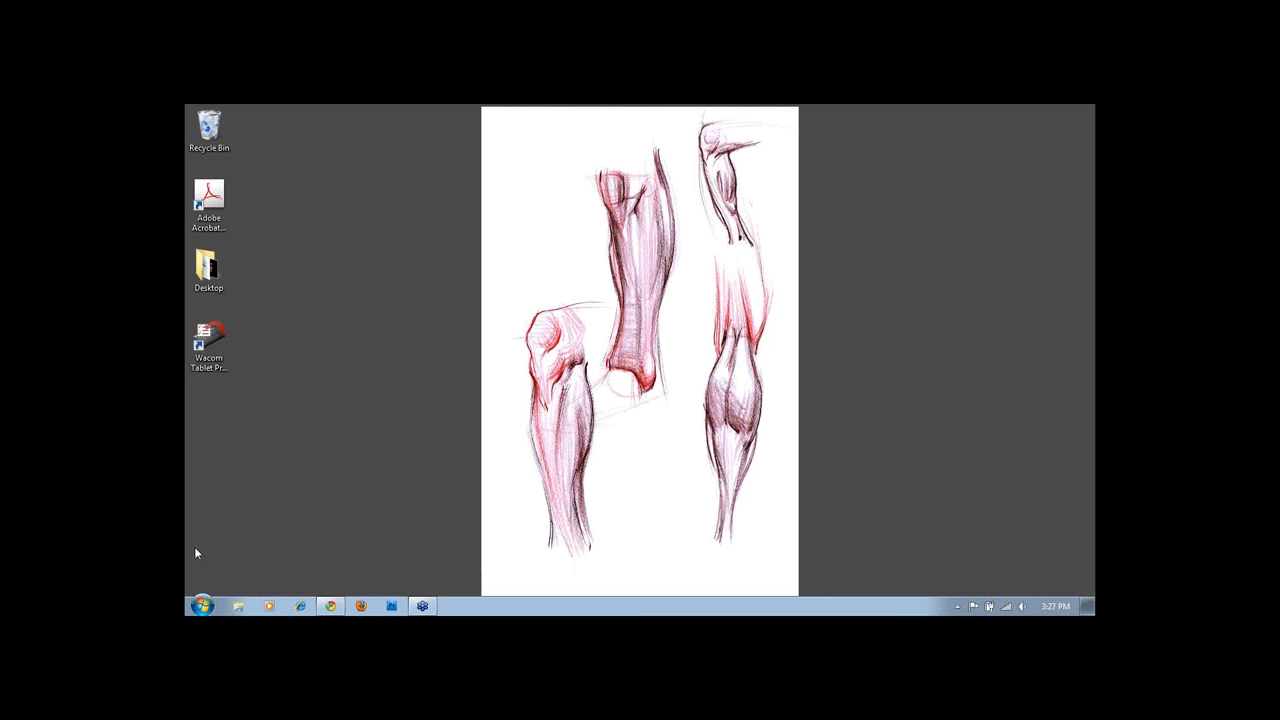 Recycle Bin
Adobe
Acrobat...
Desktop
Wacom
Tablet Pr...
3:27 PM